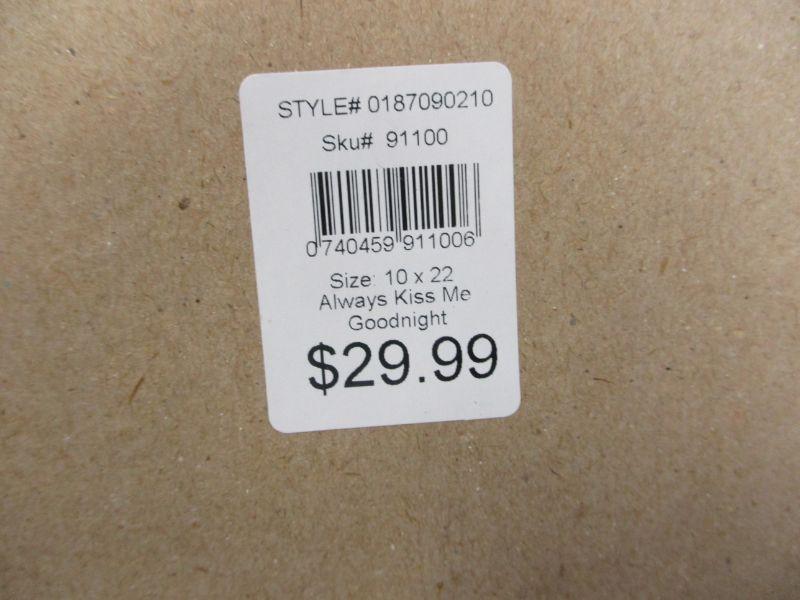 STYLE# 0187090210
Sku# 91100
0 740459 911006
Size: 10 x 22
Always Kiss Me
Goodnight
$29.99